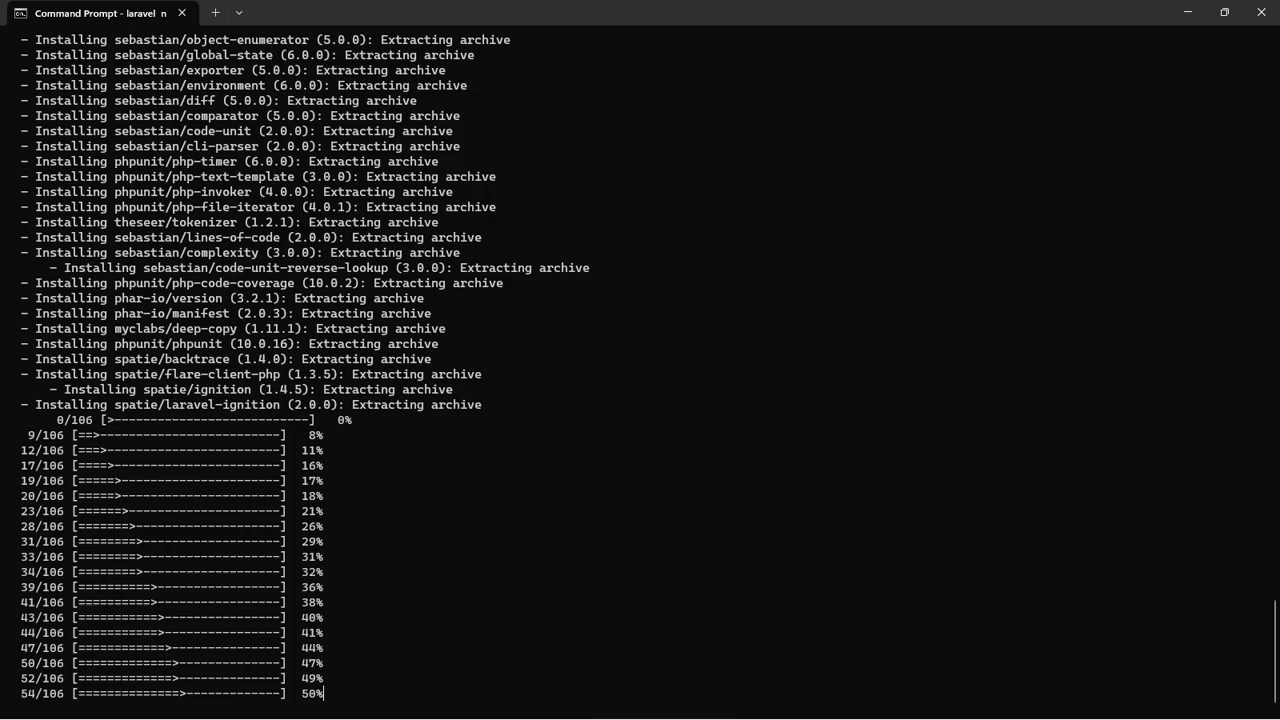 Command Prompt - laravel  n
- Installing sebastian/object-enumerator (5.0.0): Extracting archive
- Installing sebastian/global-state (6.0.0): Extracting archive
- Installing sebastian/exporter (5.0.0): Extracting archive
- Installing sebastian/environment (6.0.0): Extracting archive
- Installing sebastian/diff (5.0.0): Extracting archive
- Installing sebastian/comparator (5.0.0): Extracting archive
- Installing sebastian/code-unit (2.0.0): Extracting archive
- Installing sebastian/cli-parser (2.0.0): Extracting archive
- Installing phpunit/php-timer (6.0.0): Extracting archive
- Installing phpunit/php-text-template (3.0.0): Extracting archive
- Installing phpunit/php-invoker (4.0.0): Extracting archive
- Installing phpunit/php-file-iterator (4.0.1): Extracting archive
- Installing theseer/tokenizer (1.2.1): Extracting archive
- Installing sebastian/lines-of-code (2.0.0): Extracting archive
- Installing sebastian/complexity (3.0.0): Extracting archive
    - Installing sebastian/code-unit-reverse-lookup (3.0.0): Extracting archive
- Installing phpunit/php-code-coverage (10.0.2): Extracting archive
- Installing phar-io/version (3.2.1): Extracting archive
- Installing phar-io/manifest (2.0.3): Extracting archive
- Installing myclabs/deep-copy (1.11.1): Extracting archive
- Installing phpunit/phpunit (10.0.16): Extracting archive
- Installing spatie/backtrace (1.4.0): Extracting archive
- Installing spatie/flare-client-php (1.3.5): Extracting archive
    - Installing spatie/ignition (1.4.5): Extracting archive
- Installing spatie/laravel-ignition (2.0.0): Extracting archive
     0/106 [>---------------------------]   0%
 9/106 [==>-------------------------]   8%
12/106 [===>------------------------]  11%
17/106 [====>-----------------------]  16%
19/106 [=====>----------------------]  17%
20/106 [=====>----------------------]  18%
23/106 [======>---------------------]  21%
28/106 [=======>--------------------]  26%
31/106 [========>-------------------]  29%
33/106 [========>-------------------]  31%
34/106 [========>-------------------]  32%
39/106 [==========>-----------------]  36%
41/106 [==========>-----------------]  38%
43/106 [===========>----------------]  40%
44/106 [===========>----------------]  41%
47/106 [============>---------------]  44%
50/106 [=============>--------------]  47%
52/106 [=============>--------------]  49%
54/106 [==============>-------------]  50%